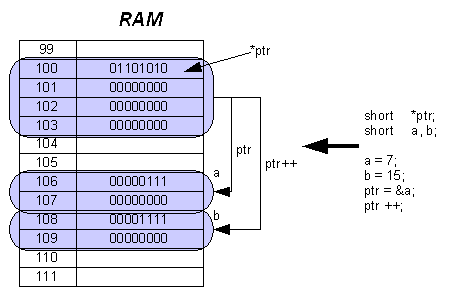 RAM
99
100 01101010 *ptr
101 00000000
102 00000000
103 00000000
104
105
106 00000111 a
107 00000000
108 00001111 b
109 00000000
110
111
ptr
ptr++
short *ptr;
short a, b;
a = 7;
b = 15;
ptr = &a;
ptr ++;